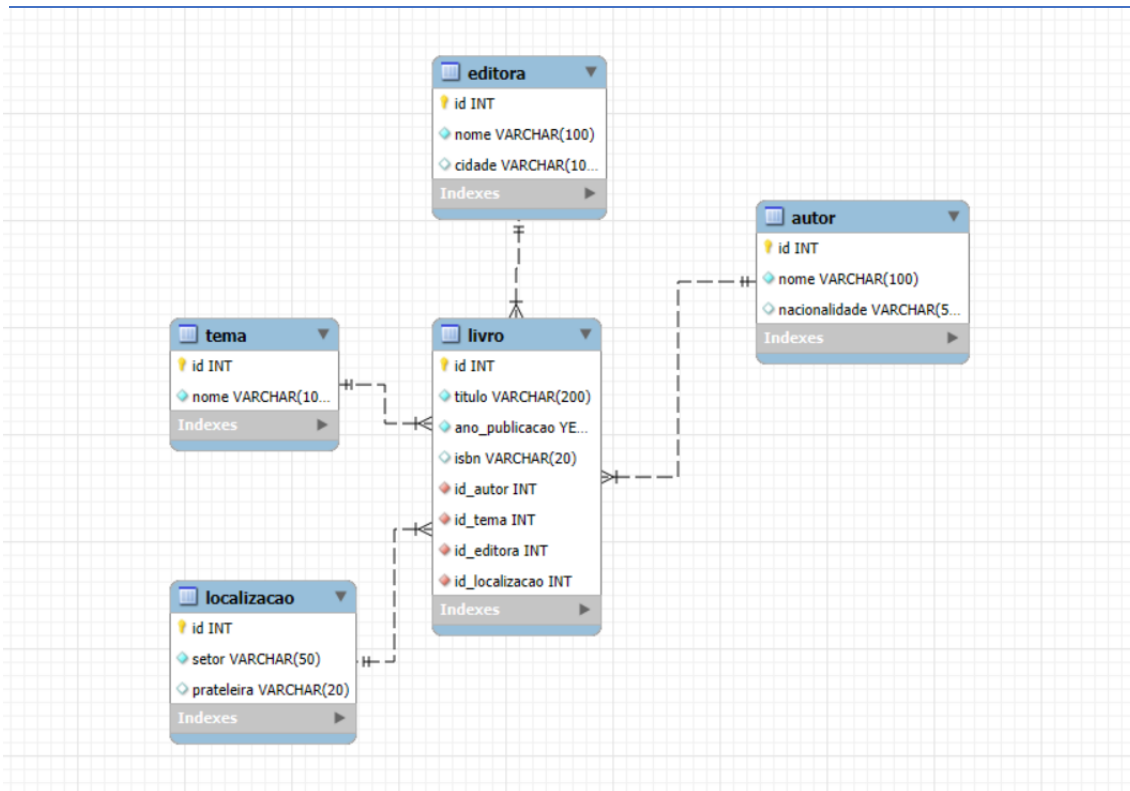 editora
id INT
nome VARCHAR(100)
cidade VARCHAR(10...
Indexes
autor
id INT
nome VARCHAR(100)
nacionalidade VARCHAR(5...
Indexes
tema
id INT
nome VARCHAR(10...
Indexes
livro
id INT
titulo VARCHAR(200)
ano_publicacao YE...
isbn VARCHAR(20)
id_autor INT
id_tema INT
id_editora INT
id_localizacao INT
Indexes
localizacao
id INT
setor VARCHAR(50)
prateleira VARCHAR(20)
Indexes